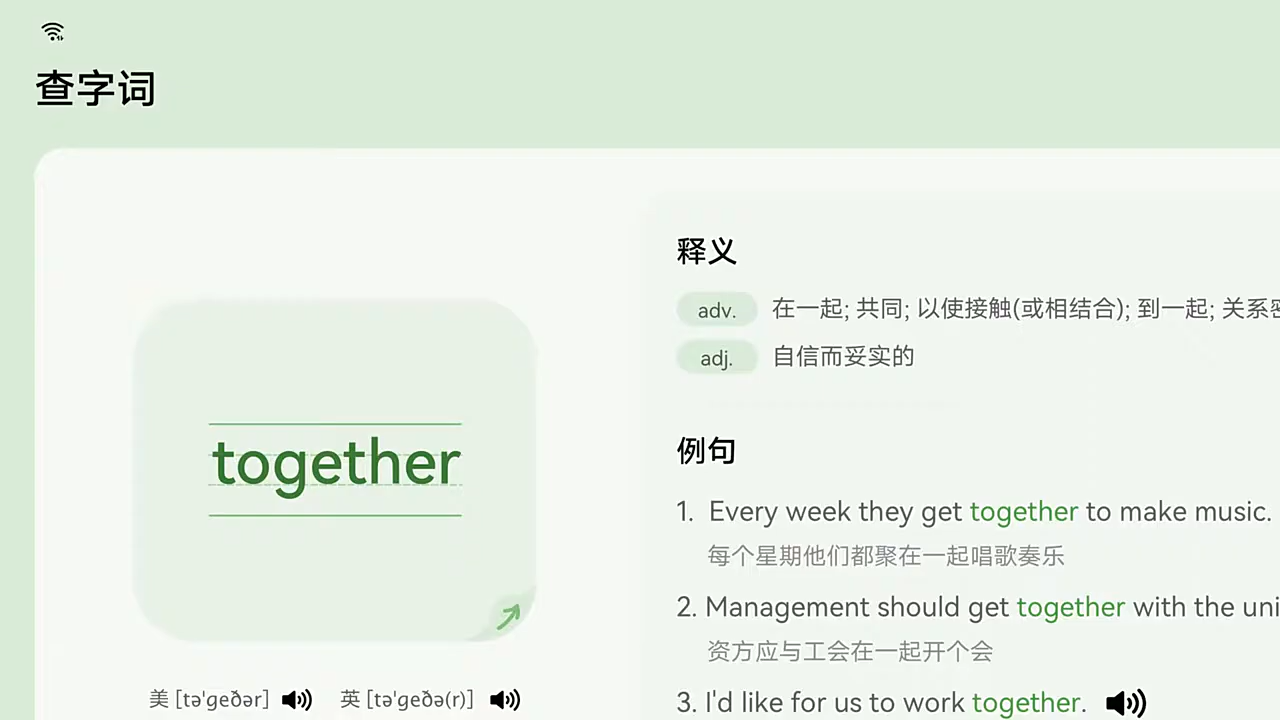 查字词
together
美 [tə'ɡeðər] 英 [tə'ɡeðə(r)]
释义
adv. 在一起; 共同; 以使接触(或相结合); 到一起; 关系
adj. 自信而妥实的
例句
1. Every week they get together to make music.
每个星期他们都聚在一起唱歌奏乐
2. Management should get together with the uni
资方应与工会在一起开个会
3. I'd like for us to work together.